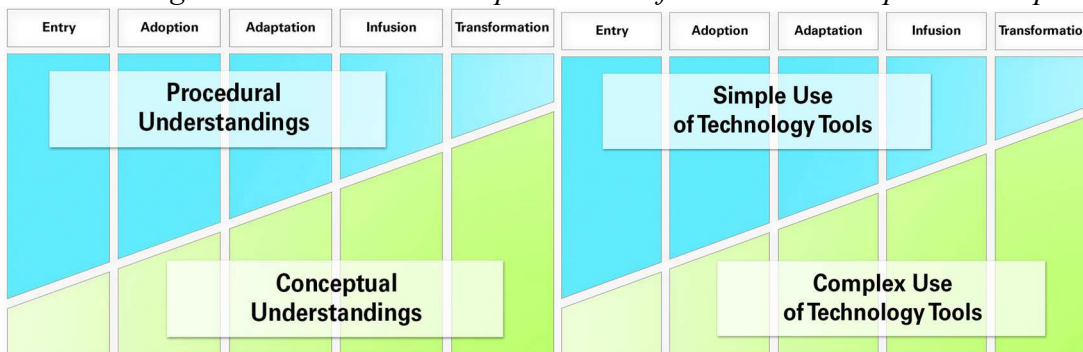 Entry Adoption Adaptation Infusion Transformation
Procedural
Understandings
Conceptual
Understandings
Entry Adoption Adaptation Infusion Transformatio
Simple Use
of Technology Tools
Complex Use
of Technology Tools